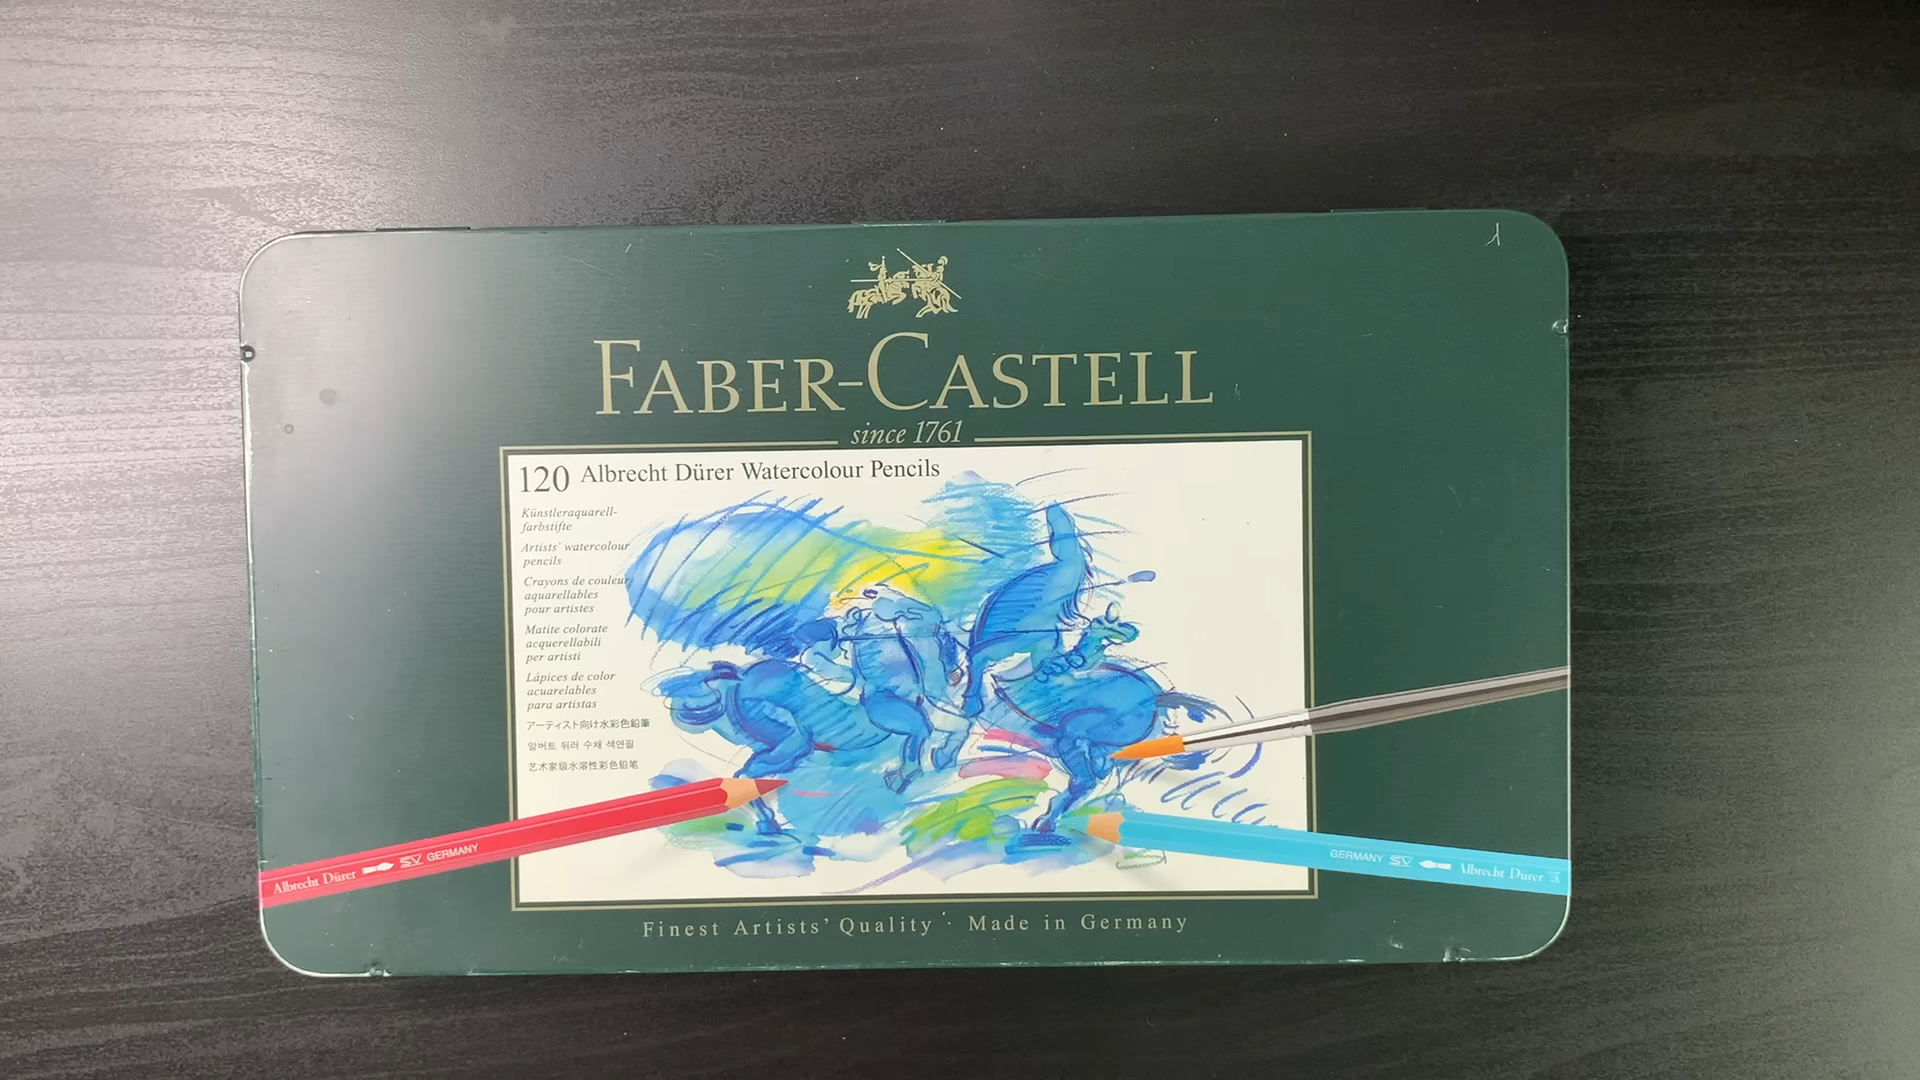 FABER-CASTELL
since 1761
120 Albrecht Dürer Watercolour Pencils
Künstleraquarell-
farbstifte
Artists' watercolour
pencils
Crayons de couleur
aquarellables
pour artistes
Matite colorate
acquerellabili
per artisti
Lápices de color
acuarelables
para artistas
アーティスト向け水彩色鉛筆
알버트 뒤러 수채 색연필
艺术家级水溶性彩色铅笔
Albrecht Dürer SV GERMANY
GERMANY SV Albrecht Dürer
Finest Artists' Quality · Made in Germany